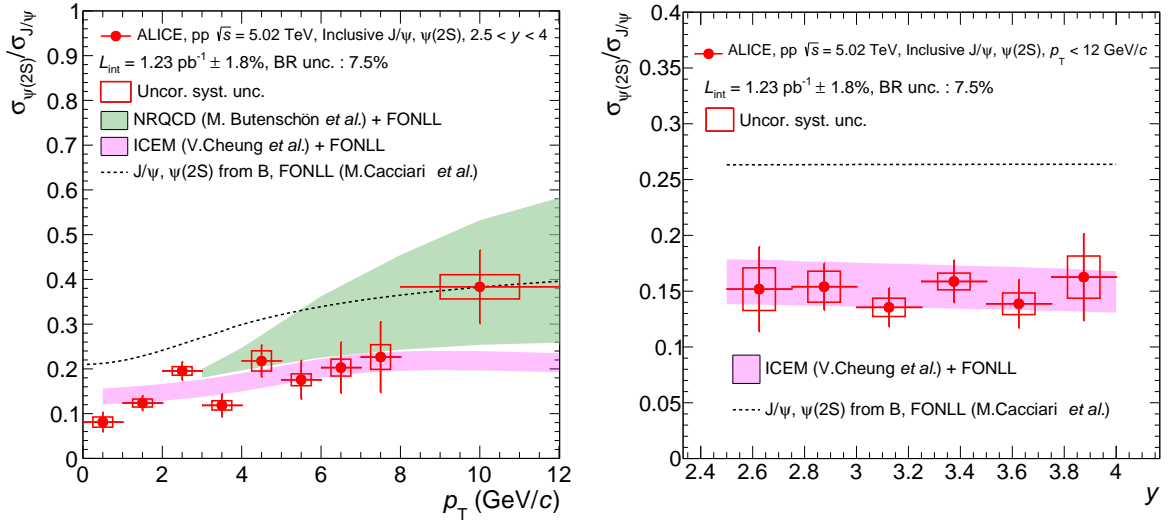 σψ(2S)/σJ/ψ
1
0.9
0.8
0.7
0.6
0.5
0.4
0.3
0.2
0.1
0
ALICE, pp √s = 5.02 TeV, Inclusive J/ψ, ψ(2S), 2.5 < y < 4
Lint = 1.23 pb⁻¹ ± 1.8%, BR unc. : 7.5%
Uncor. syst. unc.
NRQCD (M. Butenschön et al.) + FONLL
ICEM (V.Cheung et al.) + FONLL
J/ψ, ψ(2S) from B, FONLL (M.Cacciari et al.)
0 2 4 6 8 10 12
pT (GeV/c)
σψ(2S)/σJ/ψ
0.4
0.35
0.3
0.25
0.2
0.15
0.1
0.05
0
ALICE, pp √s = 5.02 TeV, Inclusive J/ψ, ψ(2S), pT < 12 GeV/c
Lint = 1.23 pb⁻¹ ± 1.8%, BR unc. : 7.5%
Uncor. syst. unc.
ICEM (V.Cheung et al.) + FONLL
J/ψ, ψ(2S) from B, FONLL (M.Cacciari et al.)
2.4 2.6 2.8 3 3.2 3.4 3.6 3.8 4
y